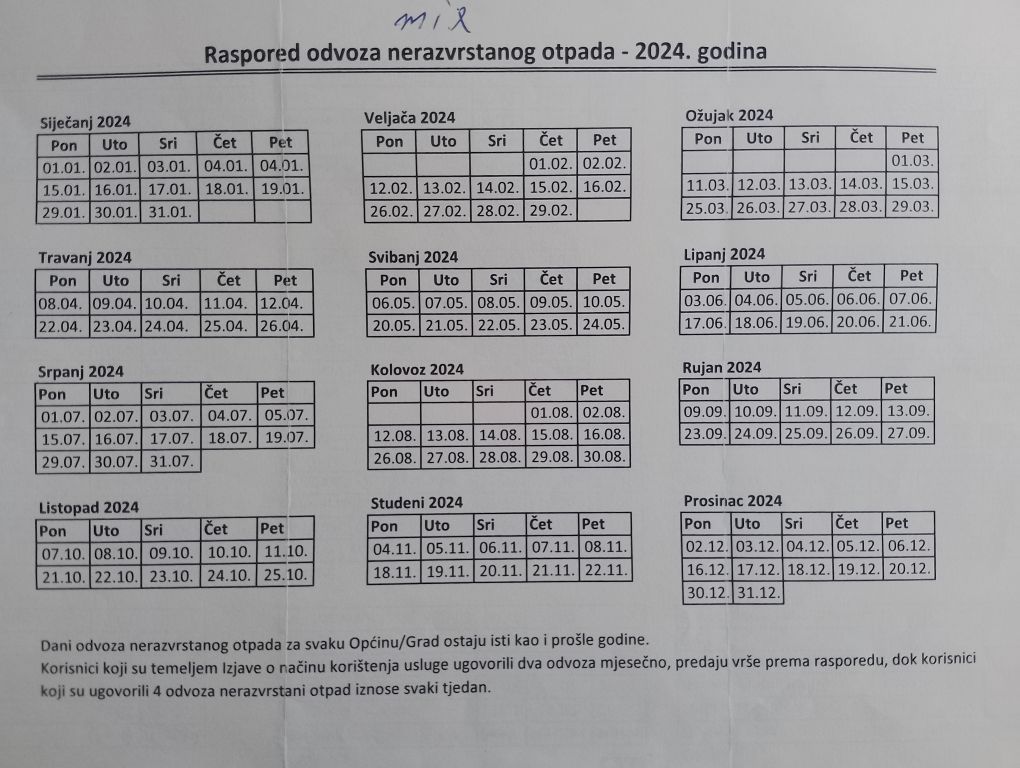 mix
Raspored odvoza nerazvrstanog otpada - 2024. godina
Siječanj 2024
Pon Uto Sri Čet Pet
01.01. 02.01. 03.01. 04.01. 04.01.
15.01. 16.01. 17.01. 18.01. 19.01.
29.01. 30.01. 31.01.
Veljača 2024
Pon Uto Sri Čet Pet
01.02. 02.02.
12.02. 13.02. 14.02. 15.02. 16.02.
26.02. 27.02. 28.02. 29.02.
Ožujak 2024
Pon Uto Sri Čet Pet
01.03.
11.03. 12.03. 13.03. 14.03. 15.03.
25.03. 26.03. 27.03. 28.03. 29.03.
Travanj 2024
Pon Uto Sri Čet Pet
08.04. 09.04. 10.04. 11.04. 12.04.
22.04. 23.04. 24.04. 25.04. 26.04.
Svibanj 2024
Pon Uto Sri Čet Pet
06.05. 07.05. 08.05. 09.05. 10.05.
20.05. 21.05. 22.05. 23.05. 24.05.
Lipanj 2024
Pon Uto Sri Čet Pet
03.06. 04.06. 05.06. 06.06. 07.06.
17.06. 18.06. 19.06. 20.06. 21.06.
Srpanj 2024
Pon Uto Sri Čet Pet
01.07. 02.07. 03.07. 04.07. 05.07.
15.07. 16.07. 17.07. 18.07. 19.07.
29.07. 30.07. 31.07.
Kolovoz 2024
Pon Uto Sri Čet Pet
01.08. 02.08.
12.08. 13.08. 14.08. 15.08. 16.08.
26.08. 27.08. 28.08. 29.08. 30.08.
Rujan 2024
Pon Uto Sri Čet Pet
09.09. 10.09. 11.09. 12.09. 13.09.
23.09. 24.09. 25.09. 26.09. 27.09.
Listopad 2024
Pon Uto Sri Čet Pet
07.10. 08.10. 09.10. 10.10. 11.10.
21.10. 22.10. 23.10. 24.10. 25.10.
Studeni 2024
Pon Uto Sri Čet Pet
04.11. 05.11. 06.11. 07.11. 08.11.
18.11. 19.11. 20.11. 21.11. 22.11.
Prosinac 2024
Pon Uto Sri Čet Pet
02.12. 03.12. 04.12. 05.12. 06.12.
16.12. 17.12. 18.12. 19.12. 20.12.
30.12. 31.12.
Dani odvoza nerazvrstanog otpada za svaku Općinu/Grad ostaju isti kao i prošle godine.
Korisnici koji su temeljem Izjave o načinu korištenja usluge ugovorili dva odvoza mjesečno, predaju vrše prema rasporedu, dok korisnici
koji su ugovorili 4 odvoza nerazvrstani otpad iznose svaki tjedan.